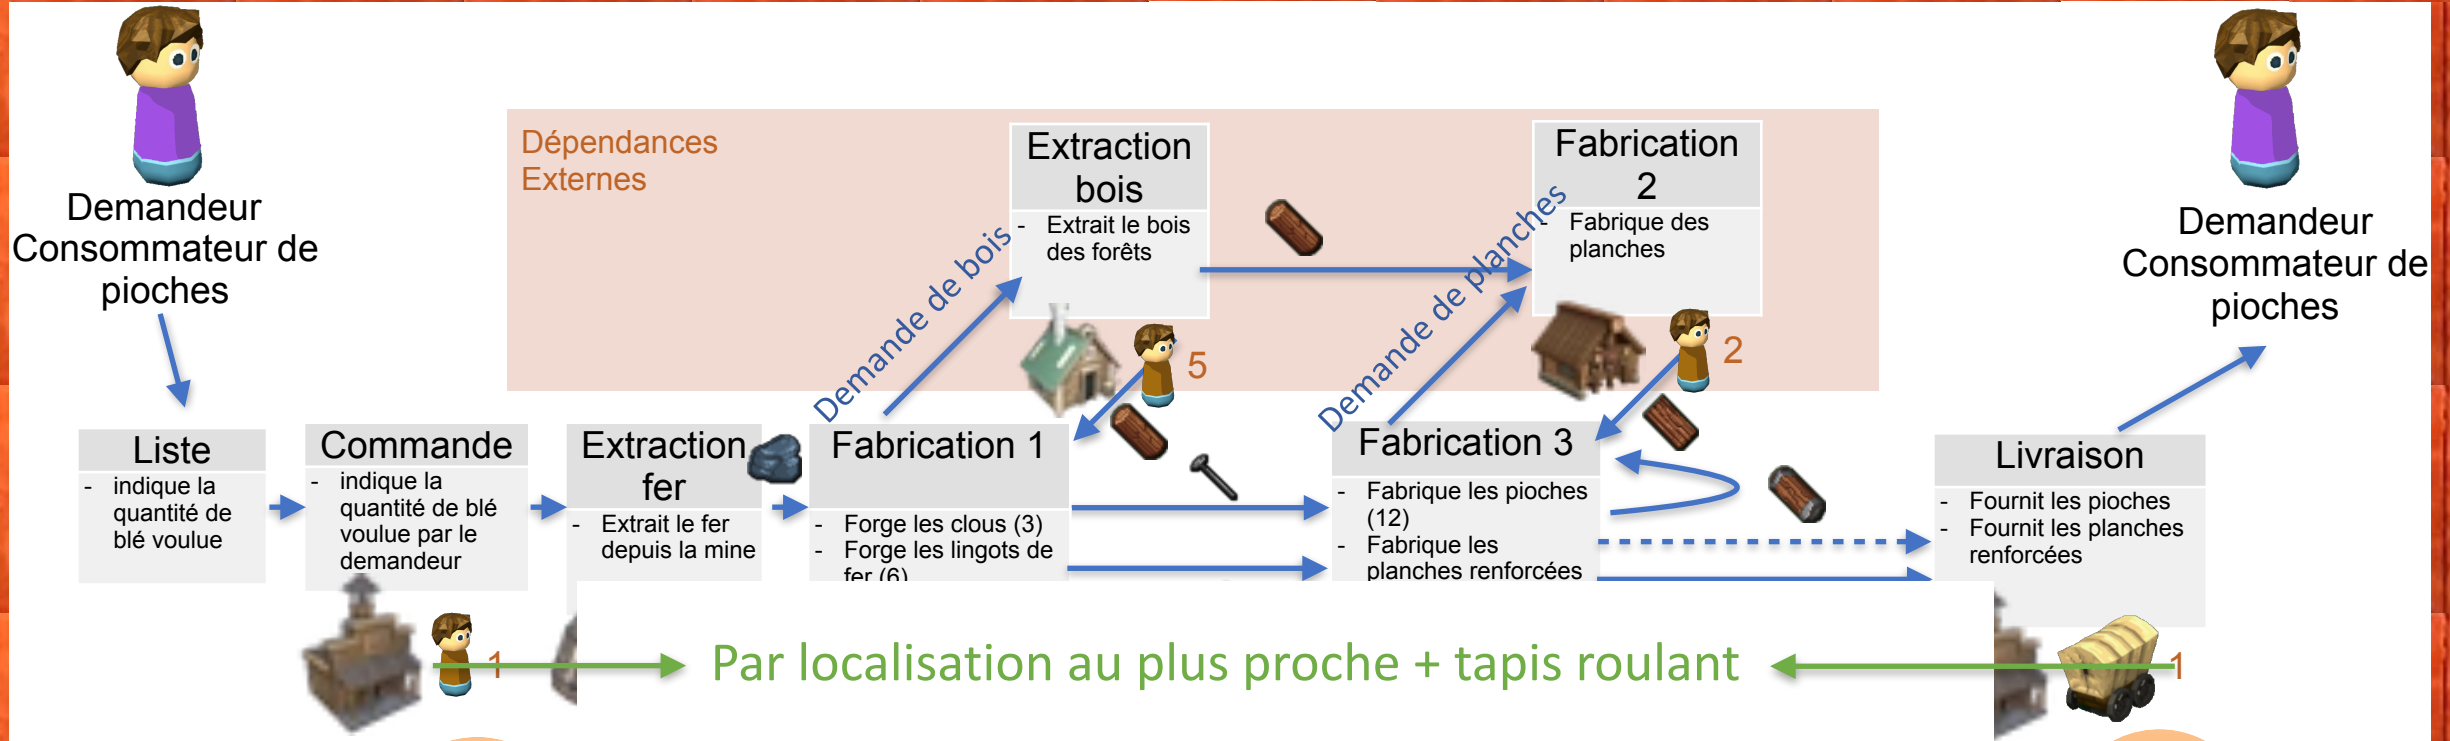 Demandeur
Consommateur de
pioches
Dépendances
Externes
Extraction
bois
- Extrait le bois
des forêts
Fabrication
2
- Fabrique des
planches
Demandeur
Consommateur de
pioches
Demande de bois
Demande de planches
5
2
Liste
- indique la
quantité de
blé voulue
Commande
- indique la
quantité de blé
voulue par le
demandeur
Extraction
fer
- Extrait le fer
depuis la mine
Fabrication 1
- Forge les clous (3)
- Forge les lingots de
fer (6)
Fabrication 3
- Fabrique les pioches
(12)
- Fabrique les
planches renforcées
Livraison
- Fournit les pioches
- Fournit les planches
renforcées
1
Par localisation au plus proche + tapis roulant
1